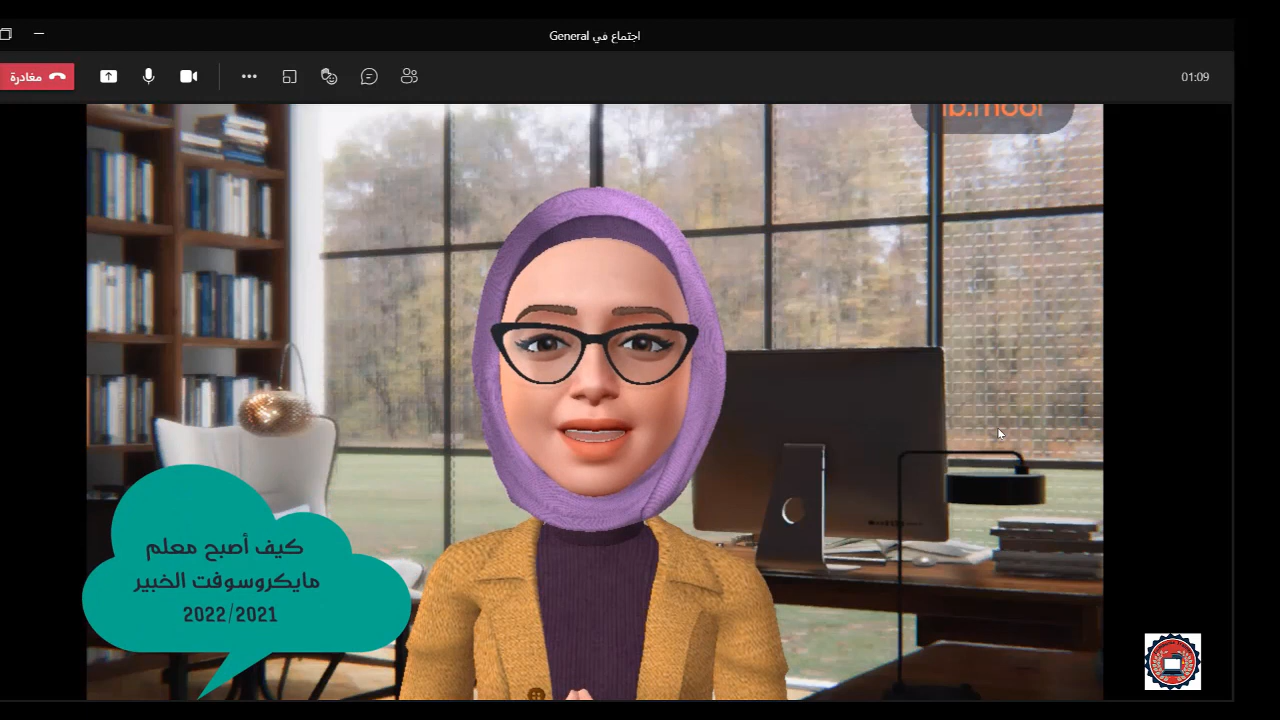 اجتماع في General
مغادرة
01:09
كيف أصبح معلم
مايكروسوفت الخبير
2022/2021